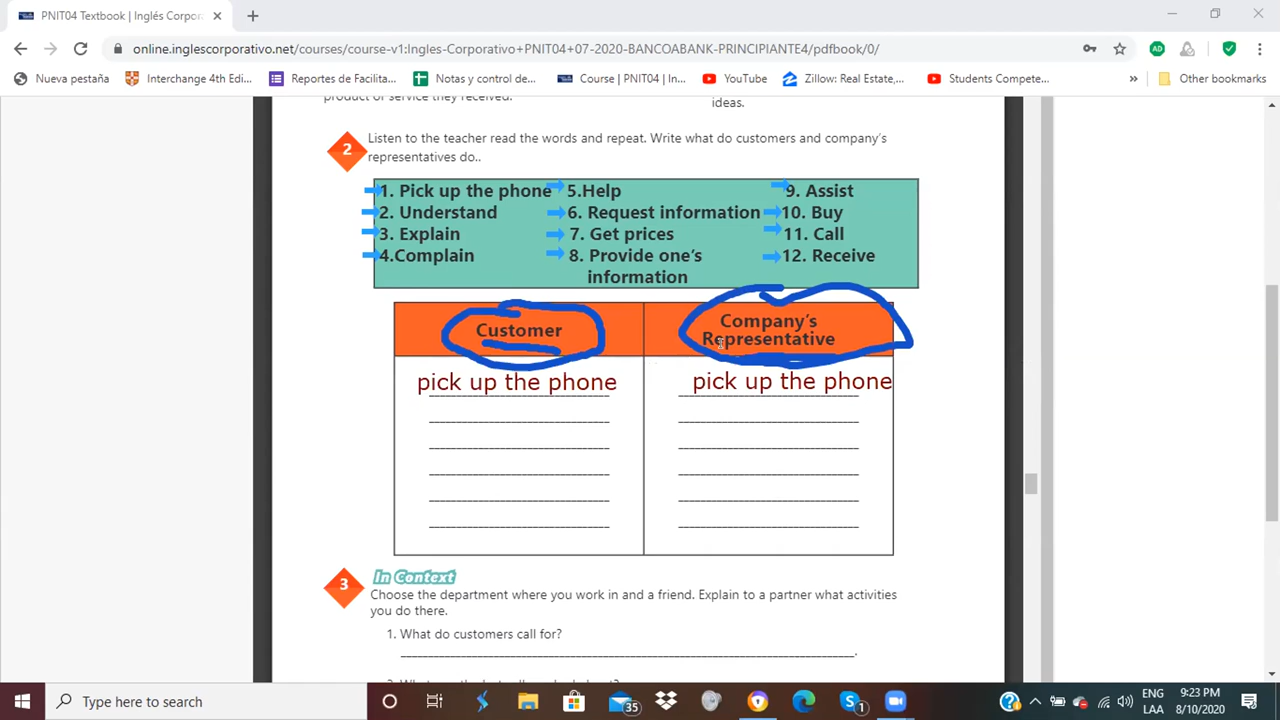 PNIT04 Textbook | Inglés Corpor
online.inglescorporativo.net/courses/course-v1:Ingles-Corporativo+PNIT04+07-2020-BANCOABANK-PRINCIPIANTE4/pdfbook/0/
Nueva pestaña Interchange 4th Edi... Reportes de Facilita... Notas y control de... Course | PNIT04 | In... YouTube Zillow: Real Estate,... Students Compete... » Other bookmarks
product or service they received. ideas.
2 Listen to the teacher read the words and repeat. Write what do customers and company's
representatives do..
1. Pick up the phone 5.Help 9. Assist
2. Understand 6. Request information 10. Buy
3. Explain 7. Get prices 11. Call
4.Complain 8. Provide one's 12. Receive
information
Customer Company's
Representative
pick up the phone pick up the phone
3 In Context
Choose the department where you work in and a friend. Explain to a partner what activities
you do there.
1. What do customers call for?
Type here to search 35 1 ENG 9:23 PM
LAA 8/10/2020